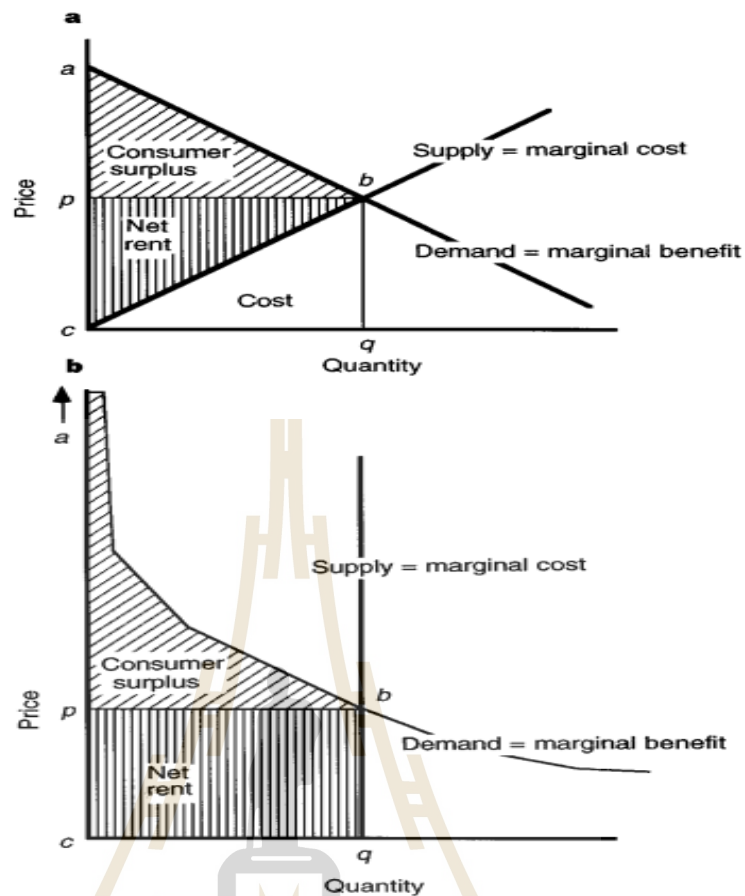 a
a
Consumer
surplus
Supply = marginal cost
b
Price
p
Net
rent
Demand = marginal benefit
Cost
c
q
Quantity
b
a
Supply = marginal cost
Consumer
surplus
b
Price
p
Demand = marginal benefit
Net
rent
c
q
Quantity